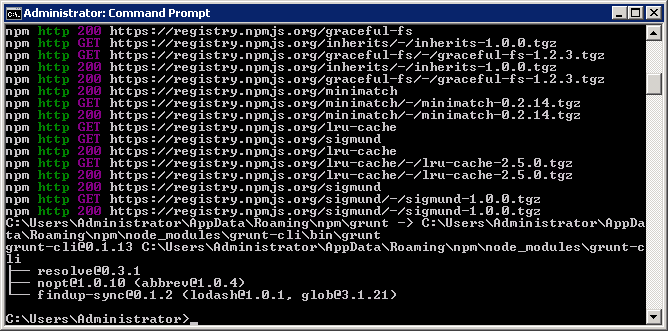 Administrator: Command Prompt
npm http 200 https://registry.npmjs.org/graceful-fs
npm http GET https://registry.npmjs.org/inherits/-/inherits-1.0.0.tgz
npm http GET https://registry.npmjs.org/graceful-fs/-/graceful-fs-1.2.3.tgz
npm http 200 https://registry.npmjs.org/inherits/-/inherits-1.0.0.tgz
npm http 200 https://registry.npmjs.org/graceful-fs/-/graceful-fs-1.2.3.tgz
npm http 200 https://registry.npmjs.org/minimatch
npm http GET https://registry.npmjs.org/minimatch/-/minimatch-0.2.14.tgz
npm http 200 https://registry.npmjs.org/minimatch/-/minimatch-0.2.14.tgz
npm http GET https://registry.npmjs.org/lru-cache
npm http GET https://registry.npmjs.org/sigmund
npm http 200 https://registry.npmjs.org/lru-cache
npm http GET https://registry.npmjs.org/lru-cache/-/lru-cache-2.5.0.tgz
npm http 200 https://registry.npmjs.org/lru-cache/-/lru-cache-2.5.0.tgz
npm http 200 https://registry.npmjs.org/sigmund
npm http GET https://registry.npmjs.org/sigmund/-/sigmund-1.0.0.tgz
npm http 200 https://registry.npmjs.org/sigmund/-/sigmund-1.0.0.tgz
C:\Users\Administrator\AppData\Roaming\npm\grunt -> C:\Users\Administrator\AppDa
ta\Roaming\npm\node_modules\grunt-cli\bin\grunt
grunt-cli@0.1.13 C:\Users\Administrator\AppData\Roaming\npm\node_modules\grunt-c
li
├── resolve@0.3.1
├── nopt@1.0.10 (abbrev@1.0.4)
└── findup-sync@0.1.2 (lodash@1.0.1, glob@3.1.21)
C:\Users\Administrator>_